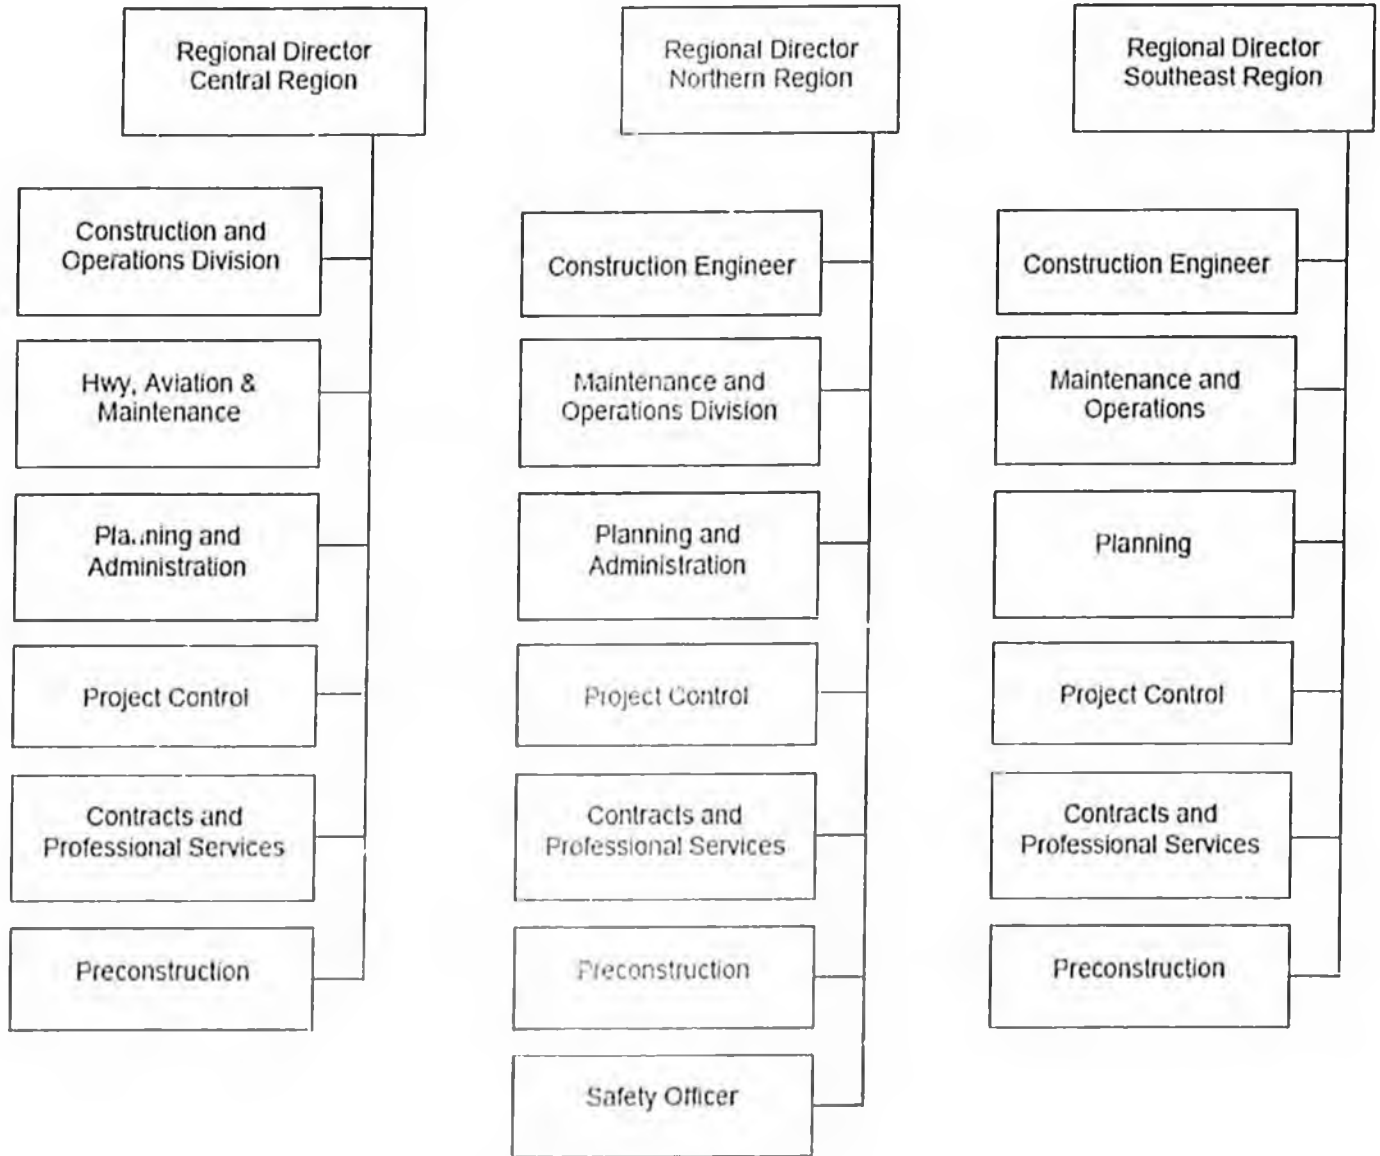 Regional Director
Central Region
Construction and
Operations Division
Hwy, Aviation &
Maintenance
Planning and
Administration
Project Control
Contracts and
Professional Services
Preconstruction
Regional Director
Northern Region
Construction Engineer
Maintenance and
Operations Division
Planning and
Administration
Project Control
Contracts and
Professional Services
Preconstruction
Safety Officer
Regional Director
Southeast Region
Construction Engineer
Maintenance and
Operations
Planning
Project Control
Contracts and
Professional Services
Preconstruction